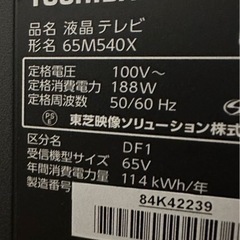 TOSHIBA
品名 液晶テレビ
形名 65M540X
定格電圧 100V～
定格消費電力 188W
定格周波数 50/60 Hz
PS
E
東芝映像ソリューション株式
区分名 DF1
受信機型サイズ 65V
年間消費電力量 114 kWh/年
製造番号
84K42239